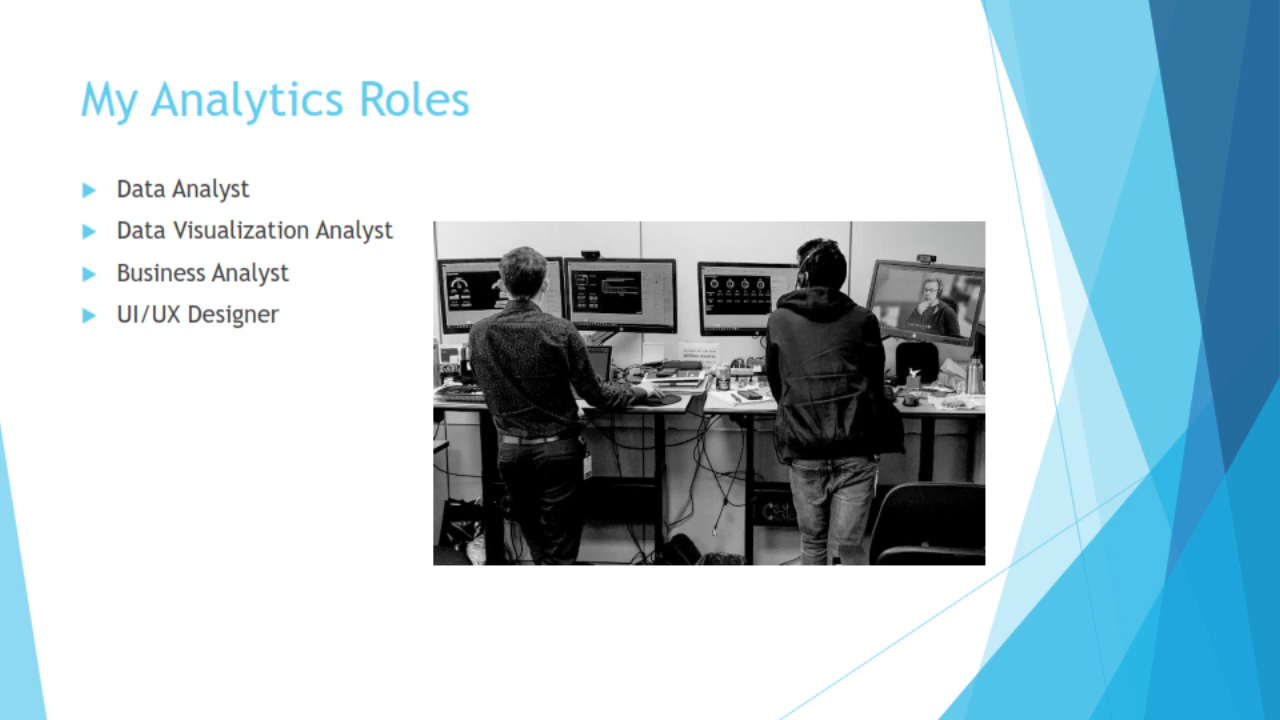 My Analytics Roles
Data Analyst
Data Visualization Analyst
Business Analyst
UI/UX Designer